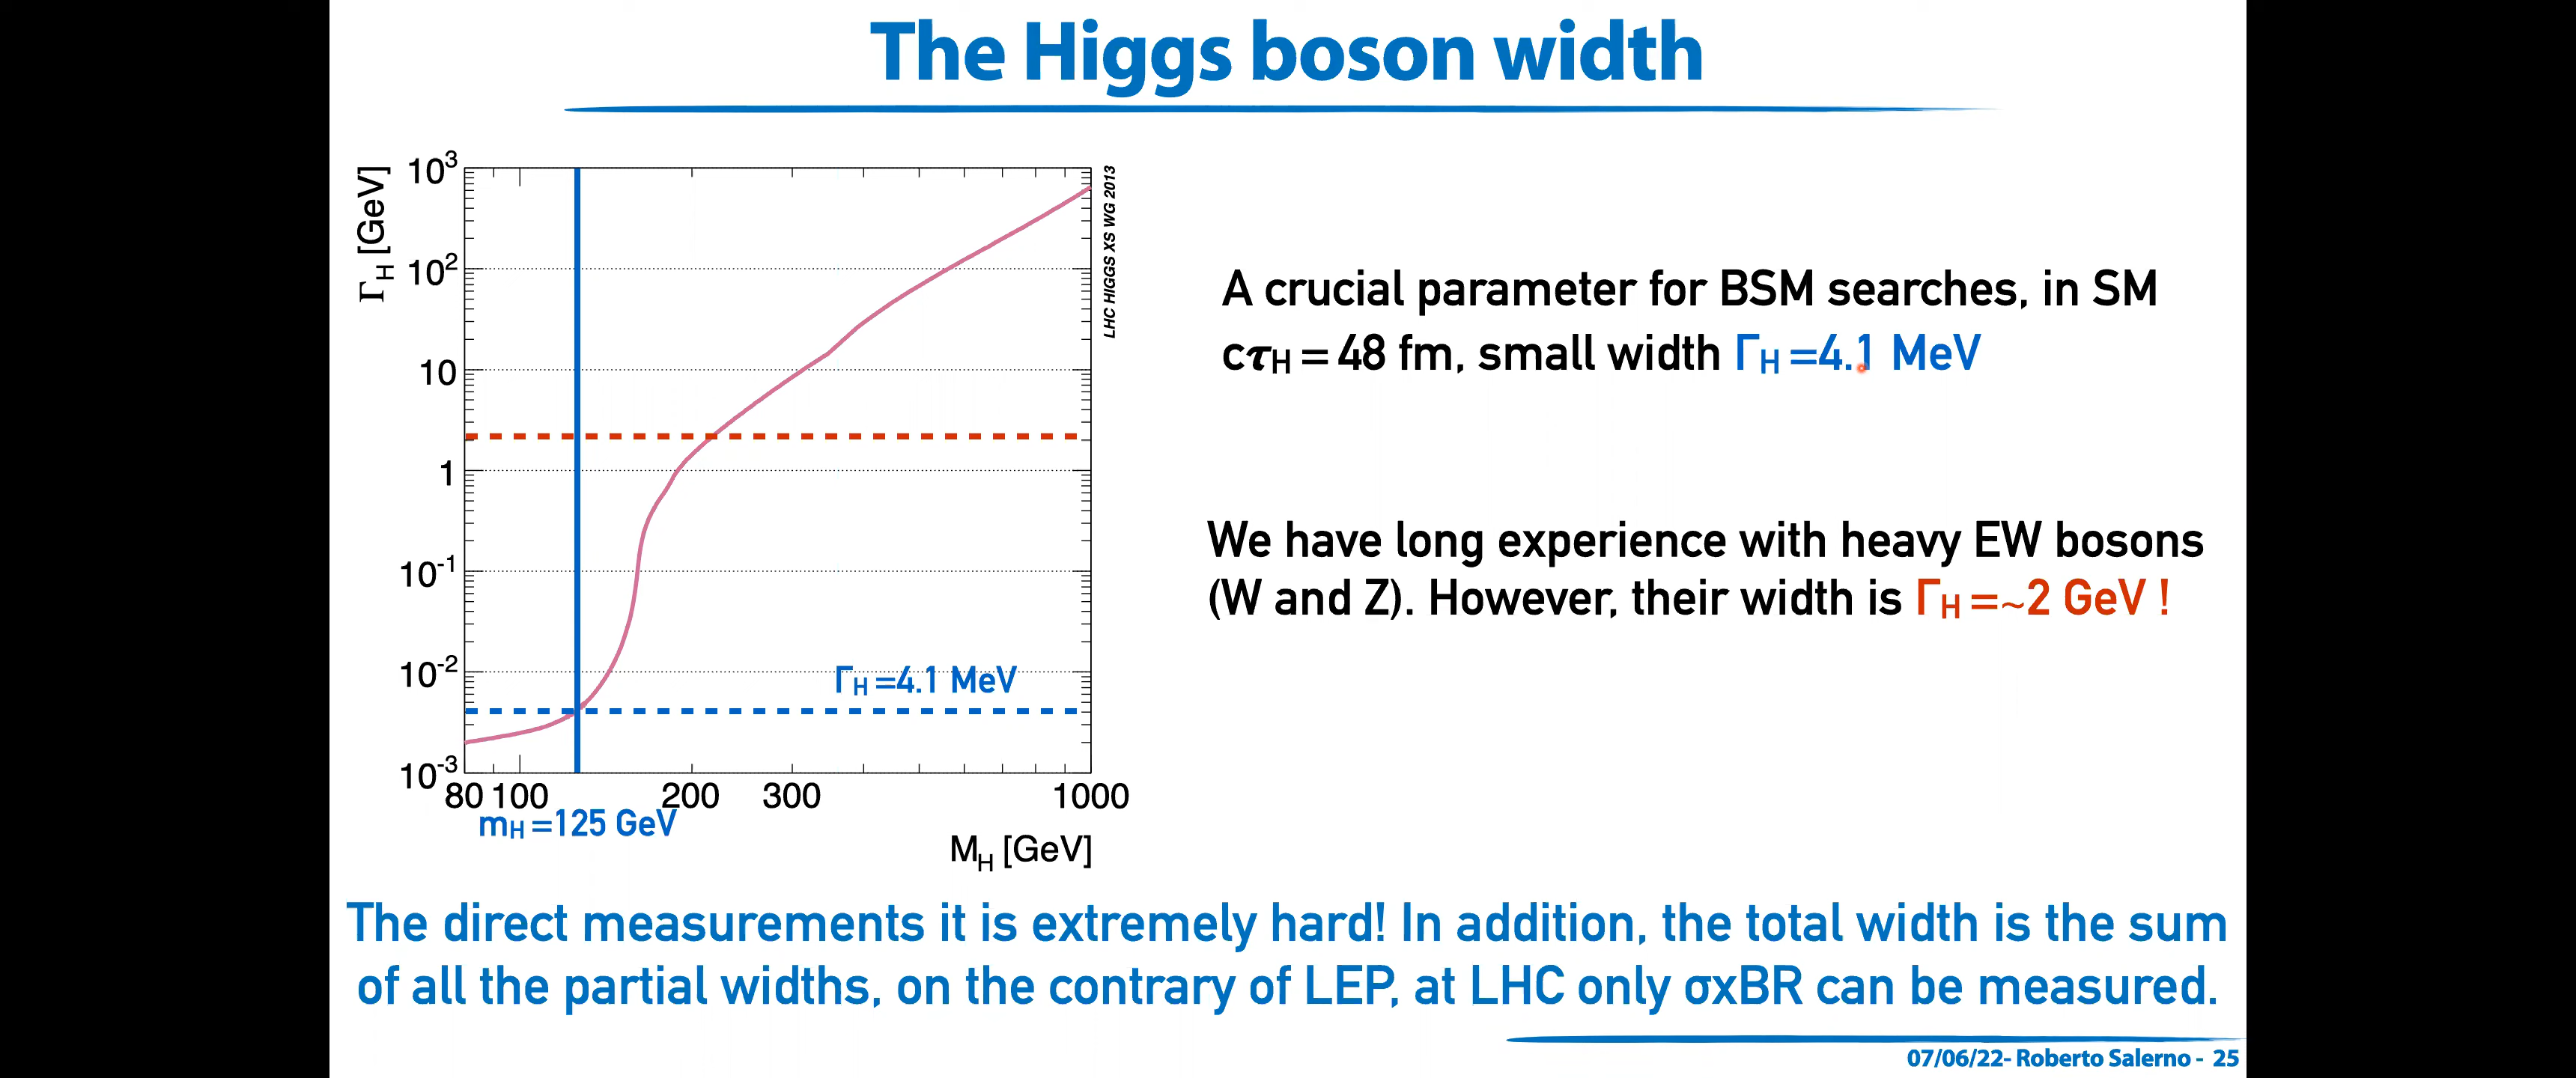 The Higgs boson width
Γ_H [GeV]
10³
10²
10
1
10⁻¹
10⁻²
10⁻³
80 100 200 300 1000
M_H [GeV]
LHC HIGGS XS WG 2013
Γ_H =4.1 MeV
m_H =125 GeV
A crucial parameter for BSM searches, in SM
cτ_H = 48 fm, small width Γ_H =4.1 MeV
We have long experience with heavy EW bosons
(W and Z). However, their width is Γ_H =~2 GeV !
The direct measurements it is extremely hard! In addition, the total width is the sum
of all the partial widths, on the contrary of LEP, at LHC only σxBR can be measured.
07/06/22- Roberto Salerno - 25